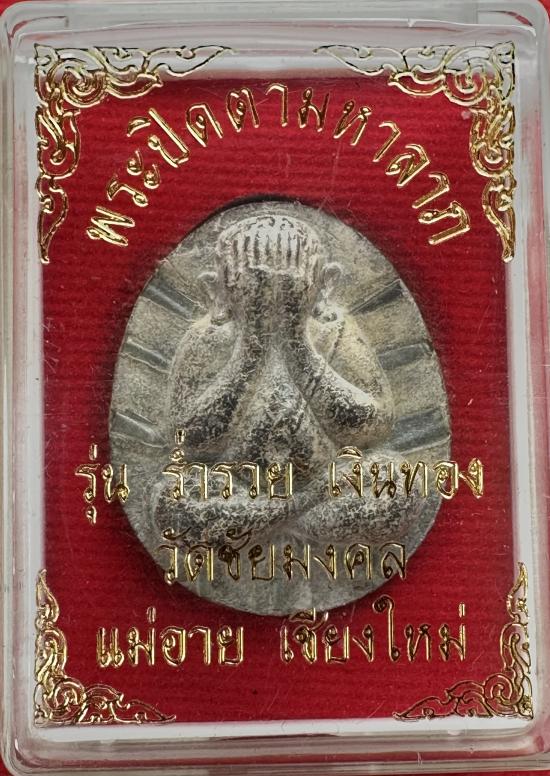 พระปิดตามหาลาภ
รุ่น ร่ำรวย เงินทอง
วัดชัยมงคล
แม่อาย เชียงใหม่